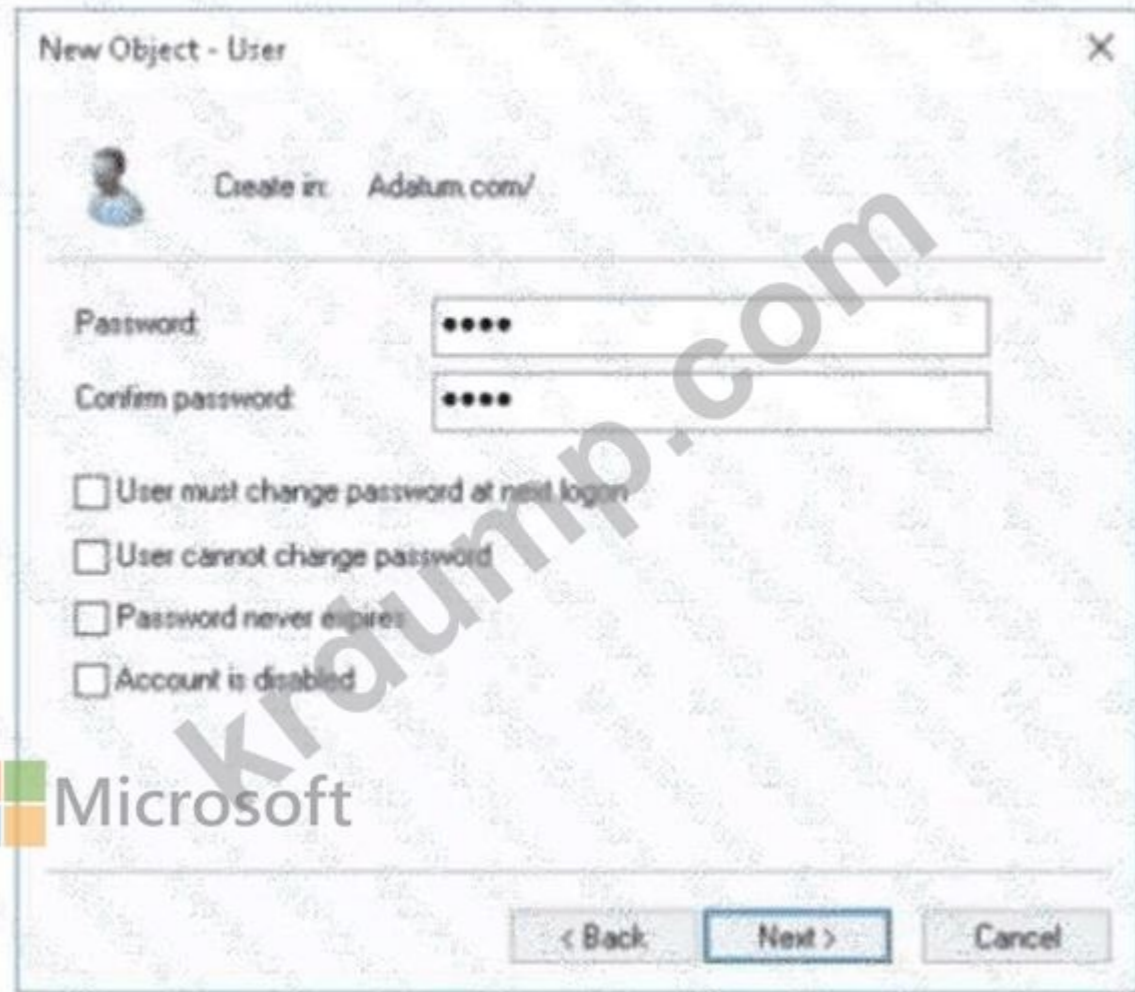 New Object - User
Create in: Adatum.com/
Password:
Confirm password:
User must change password at next logon
User cannot change password
Password never expires
Account is disabled
krdump.com
Microsoft
< Back
Next >
Cancel